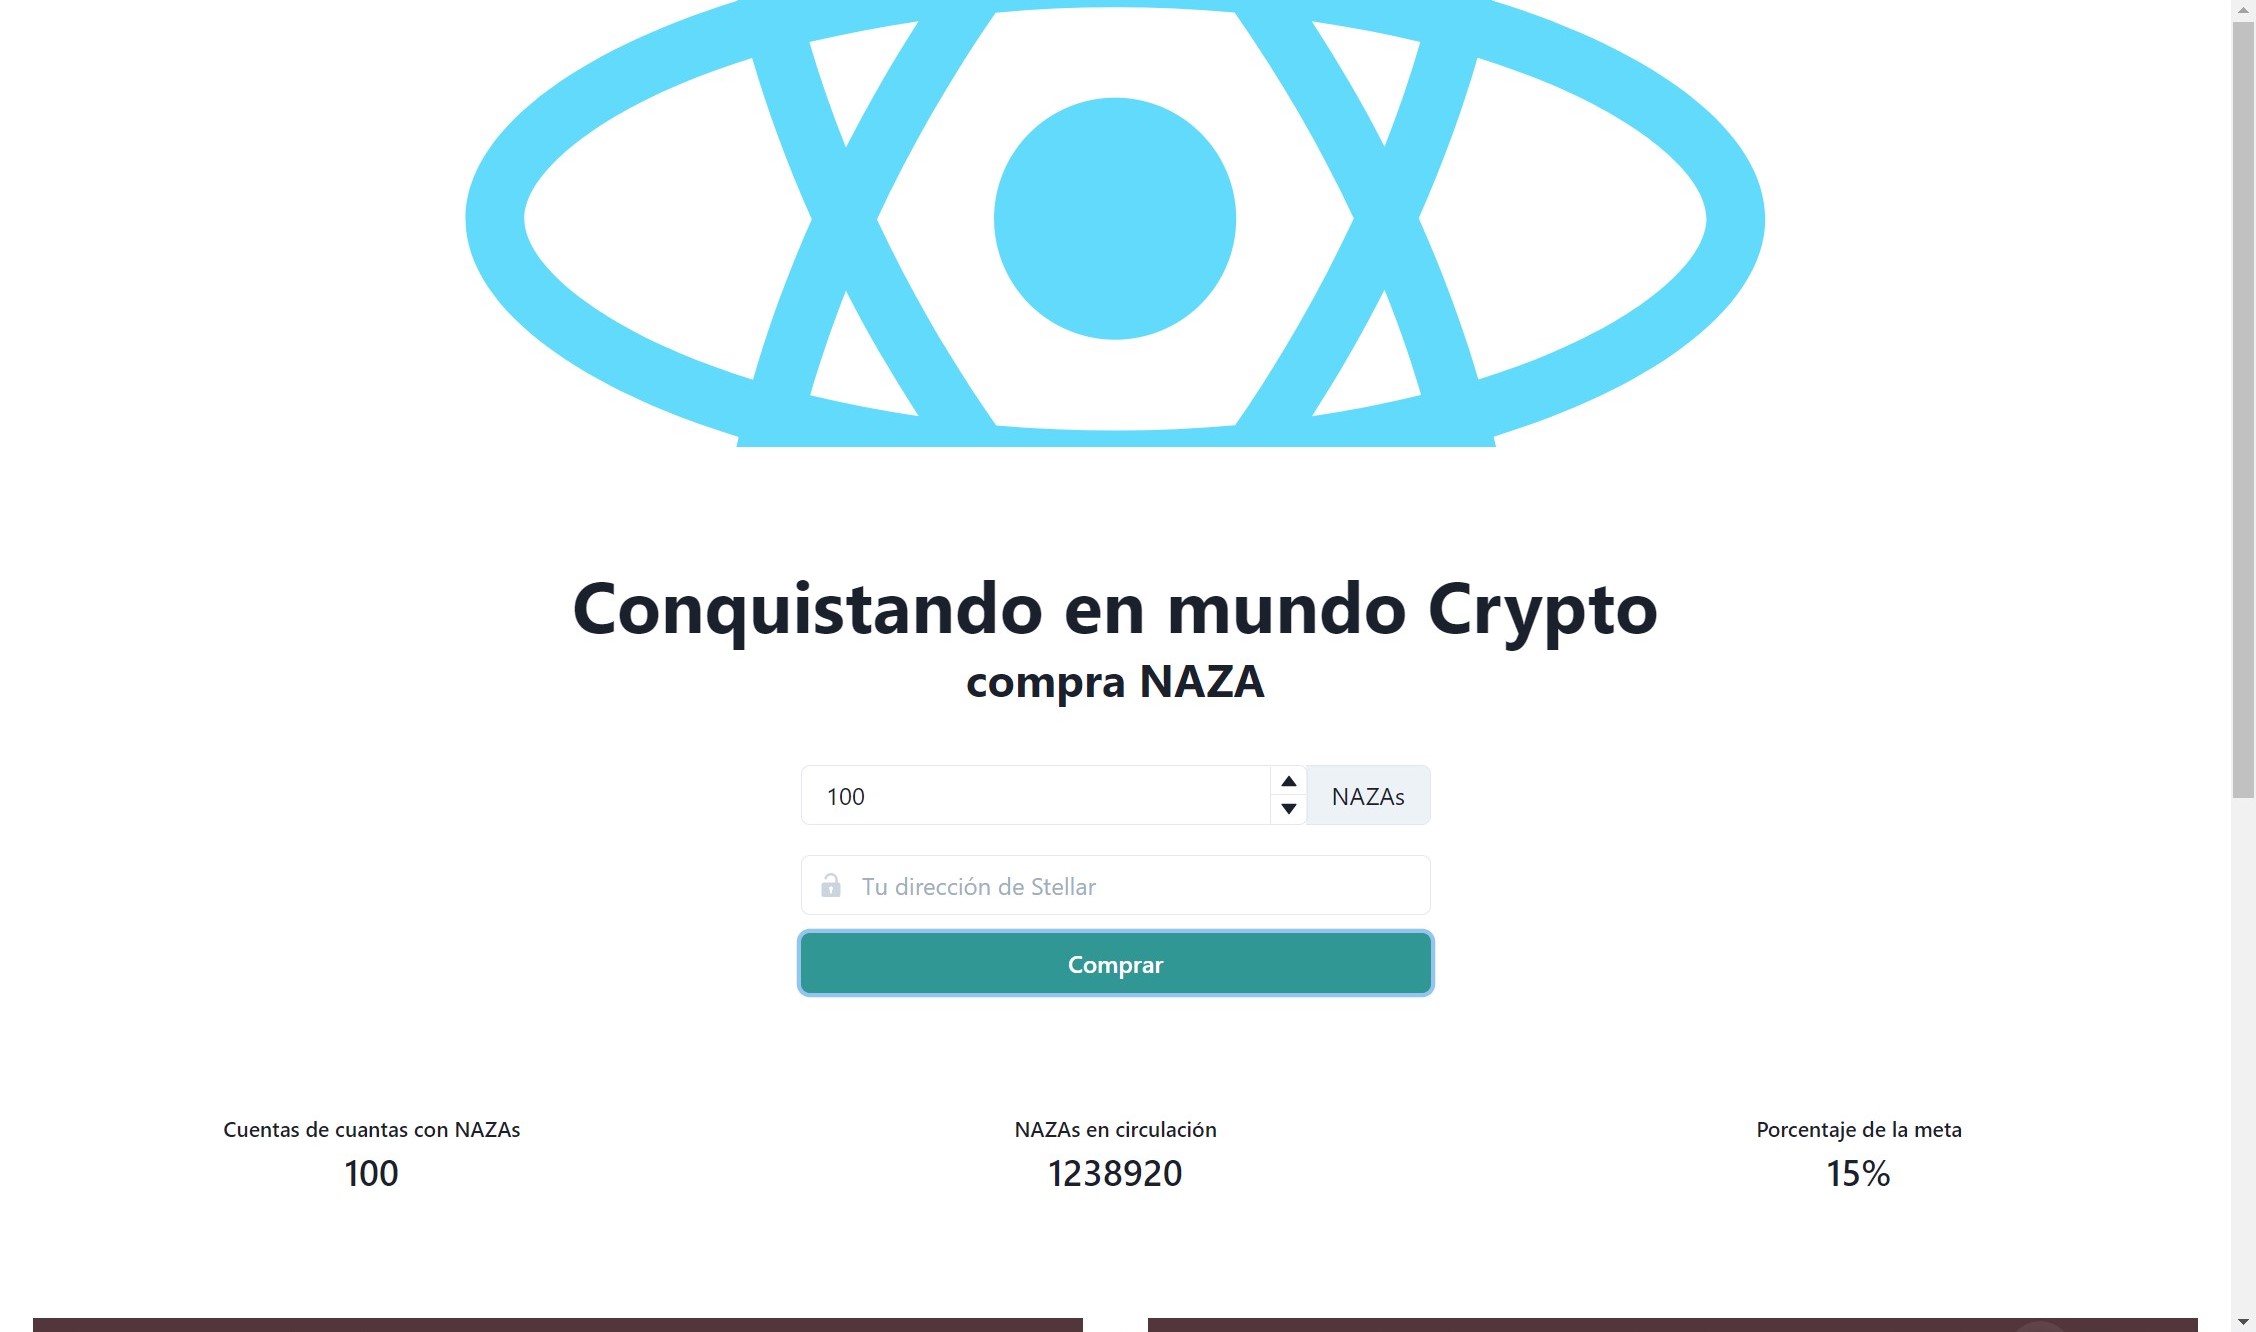 Conquistando en mundo Crypto
compra NAZA
100 NAZAs
Tu dirección de Stellar
Comprar
Cuentas de cuantas con NAZAs
100
NAZAs en circulación
1238920
Porcentaje de la meta
15%